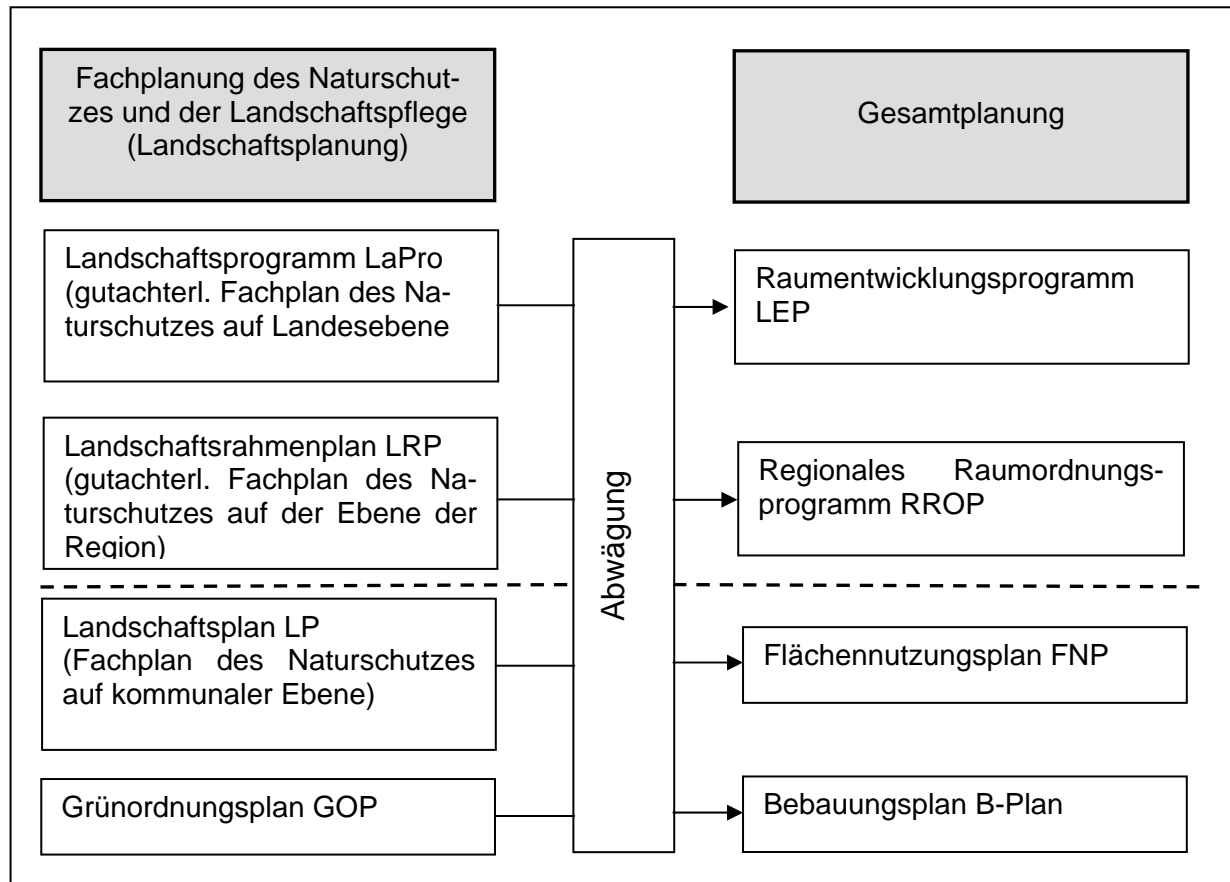 Fachplanung des Naturschut-
zes und der Landschaftspflege
(Landschaftsplanung)
Gesamtplanung
Landschaftsprogramm LaPro
(gutachterl. Fachplan des Na-
turschutzes auf Landesebene
Raumentwicklungsprogramm
LEP
Landschaftsrahmenplan LRP
(gutachterl. Fachplan des Na-
turschutzes auf der Ebene der
Region)
Regionales Raumordnungs-
programm RROP
Abwägung
Landschaftsplan LP
(Fachplan des Naturschutzes
auf kommunaler Ebene)
Flächennutzungsplan FNP
Grünordnungsplan GOP
Bebauungsplan B-Plan